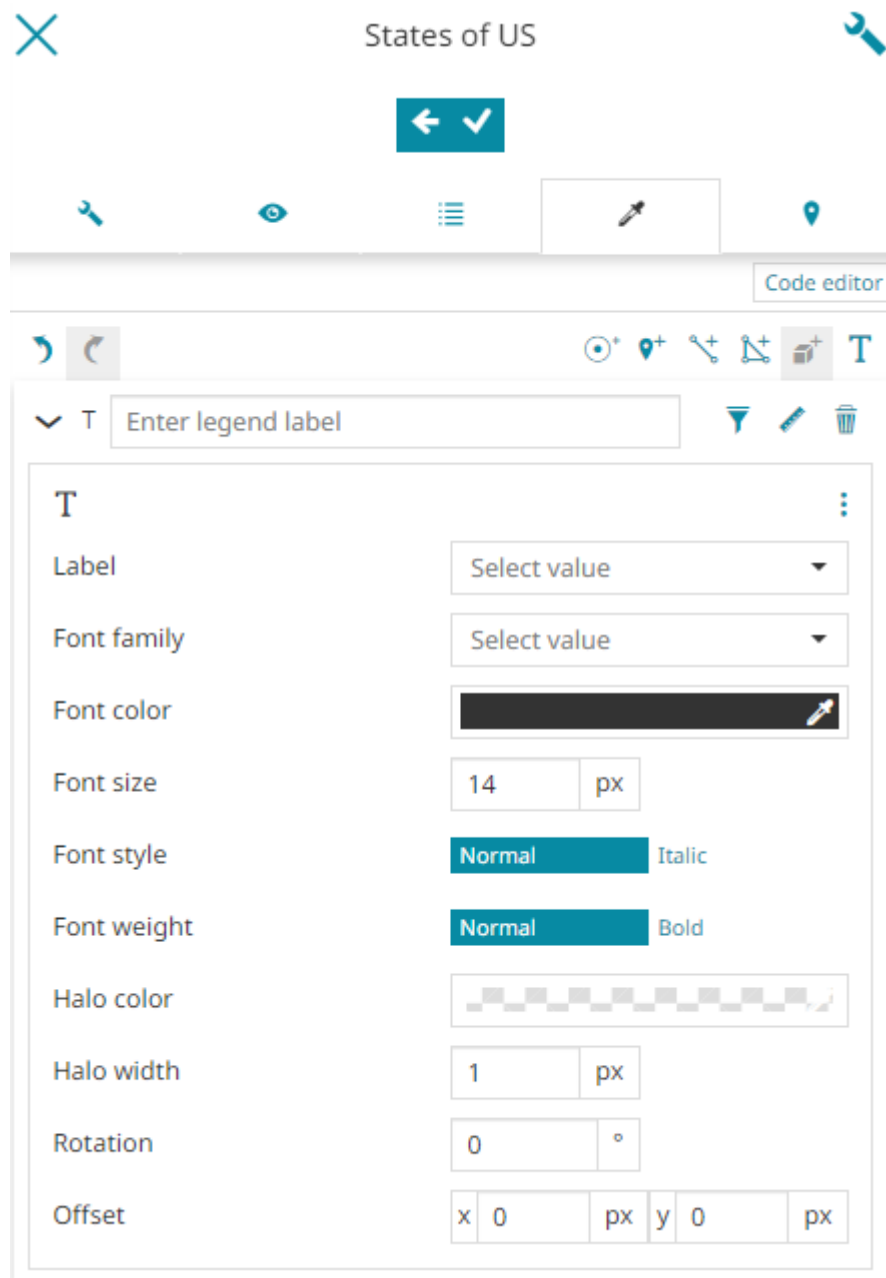 States of US
Code editor
T
T Enter legend label
T
Label Select value
Font family Select value
Font color
Font size 14 px
Font style Normal Italic
Font weight Normal Bold
Halo color
Halo width 1 px
Rotation 0 °
Offset x 0 px y 0 px